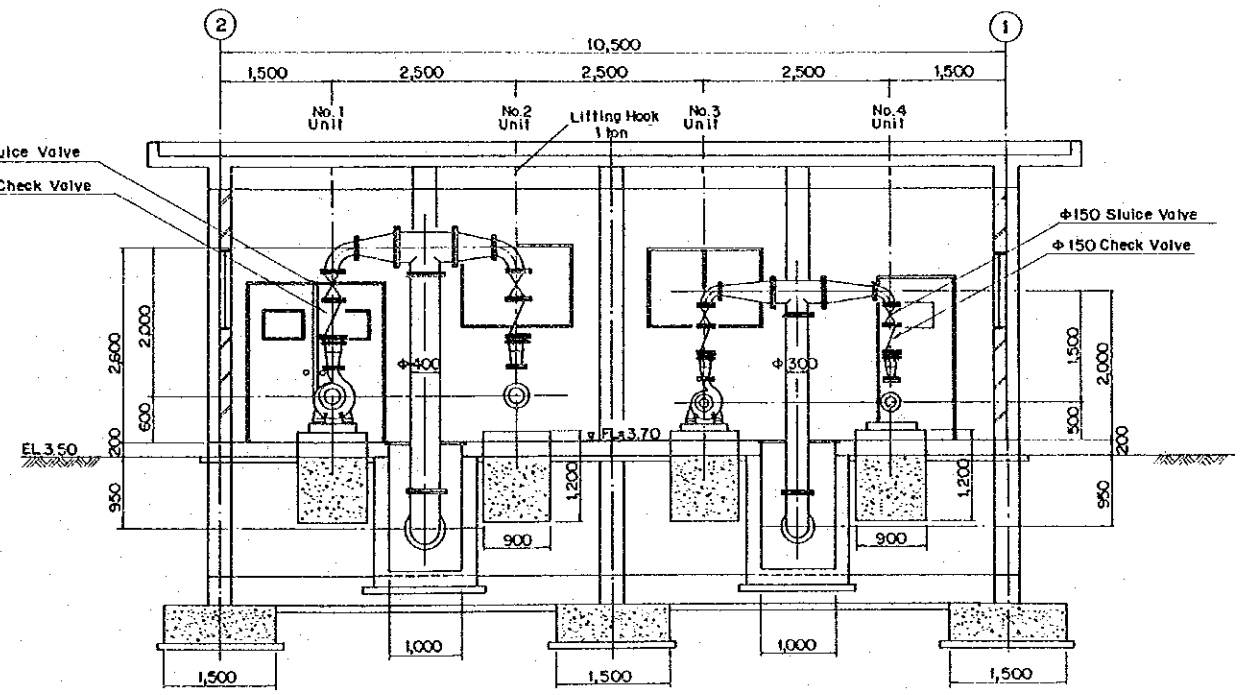 2
1
10,500
1,500
2,500
2,500
2,500
1,500
No.1
Unit
No.2
Unit
Lifting Hook
1 ton
No.3
Unit
No.4
Unit
uice Valve
Check Valve
Φ150 Sluice Valve
Φ150 Check Valve
2,600
2,000
600
200
950
Φ400
Φ300
1,500
2,000
500
200
950
EL.3.50
FL±3.70
1,200
1,200
900
900
1,000
1,000
1,500
1,500
1,500